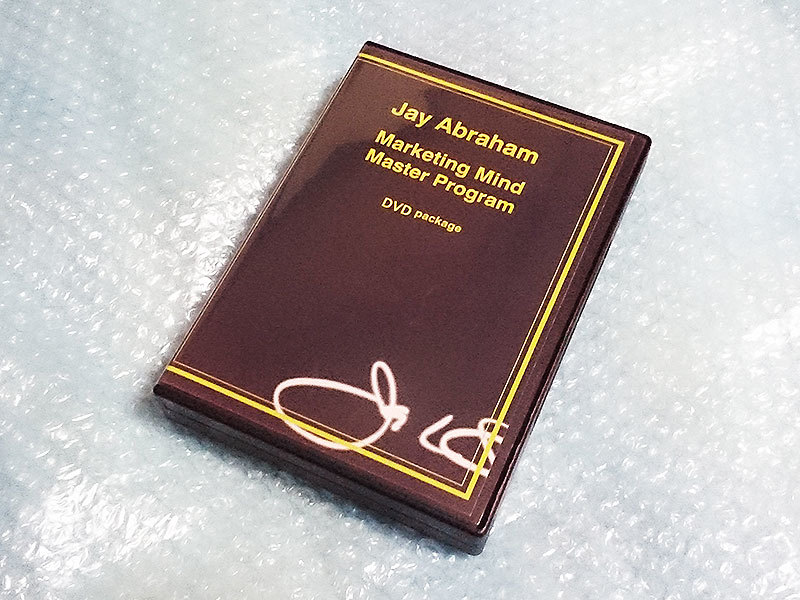 Jay Abraham
Marketing Mind
Master Program
DVD package